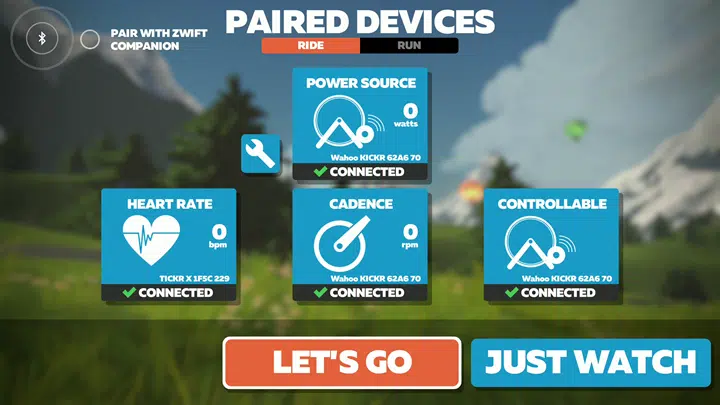 PAIR WITH ZWIFT
COMPANION
PAIRED DEVICES
RIDE
RUN
POWER SOURCE
0
watts
Wahoo KICKR 62A6 70
CONNECTED
HEART RATE
0
bpm
TICKR X 1F5C 229
CONNECTED
CADENCE
0
rpm
Wahoo KICKR 62A6 70
CONNECTED
CONTROLLABLE
Wahoo KICKR 62A6 70
CONNECTED
LET'S GO
JUST WATCH